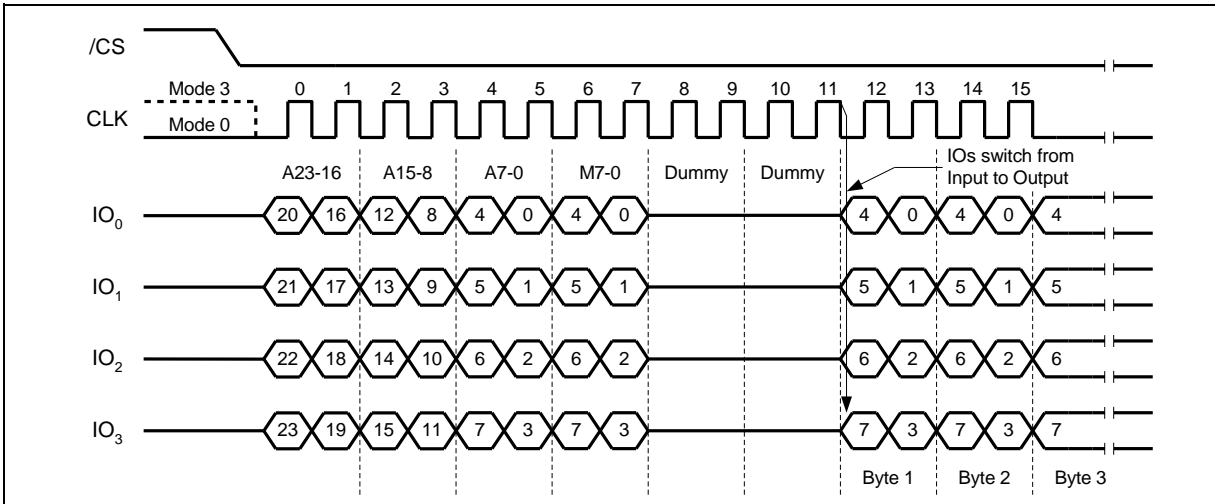 /CS
Mode 3 0 1 2 3 4 5 6 7 8 9 10 11 12 13 14 15
CLK
Mode 0
A23-16 A15-8 A7-0 M7-0 Dummy Dummy
IOs switch from
Input to Output
IO0 20 16 12 8 4 0 4 0 4 0 4 0 4
IO1 21 17 13 9 5 1 5 1 5 1 5 1 5
IO2 22 18 14 10 6 2 6 2 6 2 6 2 6
IO3 23 19 15 11 7 3 7 3 7 3 7 3 7
Byte 1 Byte 2 Byte 3